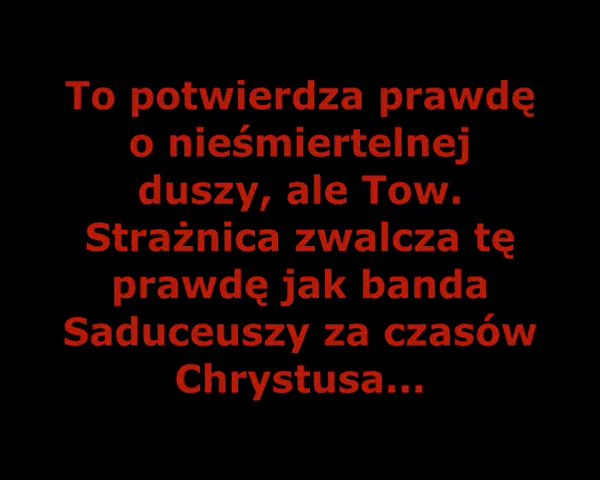 To potwierdza prawdę
o nieśmiertelnej
duszy, ale Tow.
Strażnica zwalcza tę
prawdę jak banda
Saduceuszy za czasów
Chrystusa...